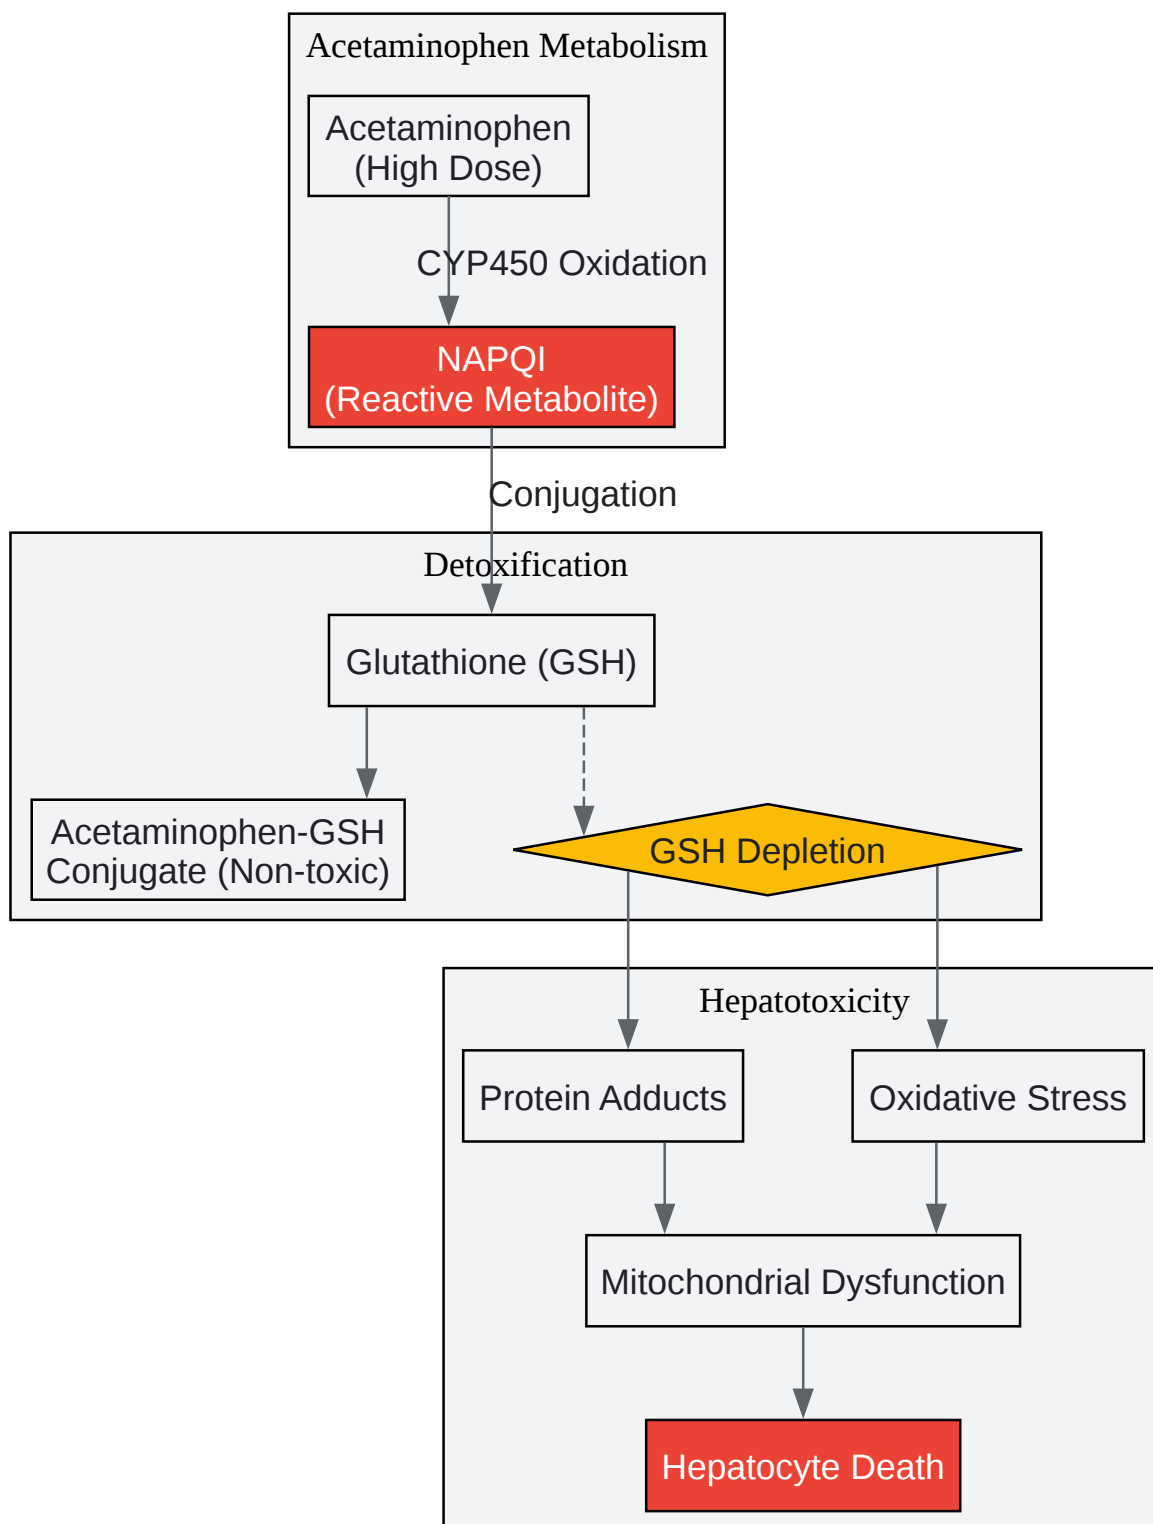 Acetaminophen Metabolism
Acetaminophen
(High Dose)
CYP450 Oxidation
NAPQI
(Reactive Metabolite)
Conjugation
Detoxification
Glutathione (GSH)
Acetaminophen-GSH
Conjugate (Non-toxic)
GSH Depletion
Hepatotoxicity
Protein Adducts
Oxidative Stress
Mitochondrial Dysfunction
Hepatocyte Death